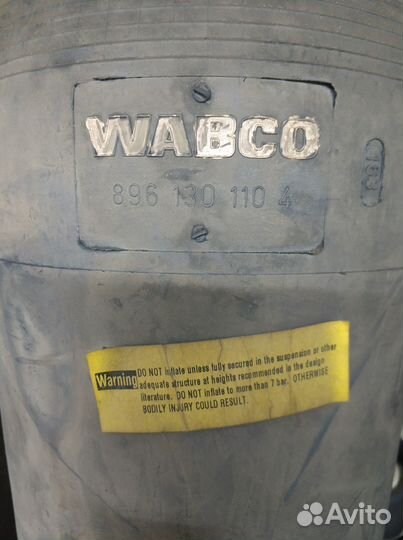 WABCO
896 130 110 4
163
Warning
DO NOT inflate unless fully secured in the suspension or other
adequate structure at heights recommended in the design
literature. DO NOT inflate to more than 7 bar. OTHERWISE
BODILY INJURY COULD RESULT.
Avito